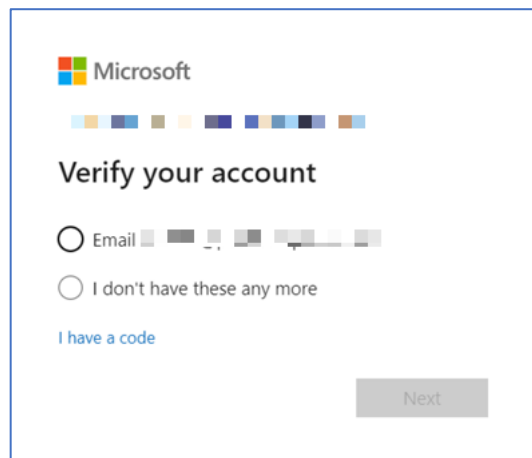 Microsoft
Verify your account
Email
I don't have these any more
I have a code
Next